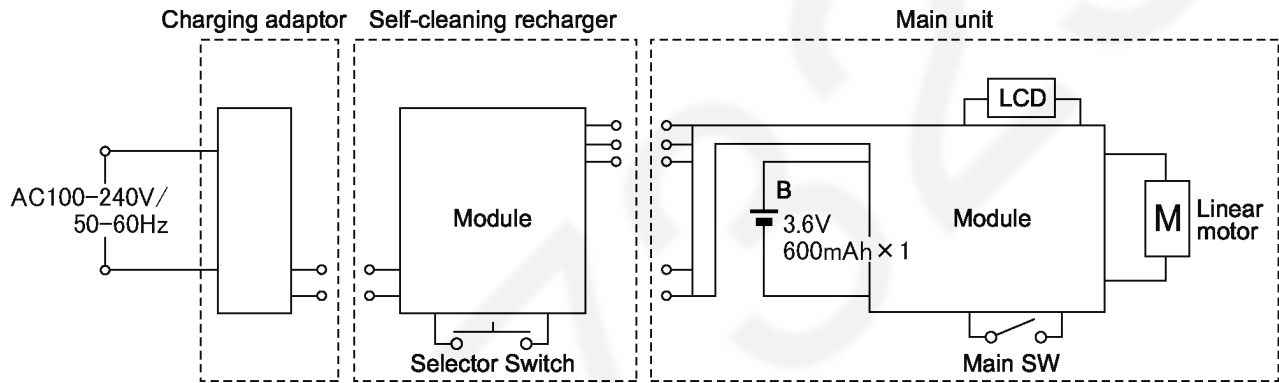 Charging adaptor
Self-cleaning recharger
Main unit
AC100-240V/
50-60Hz
Module
Selector Switch
LCD
B
3.6V
600mAh×1
Module
M
Linear
motor
Main SW